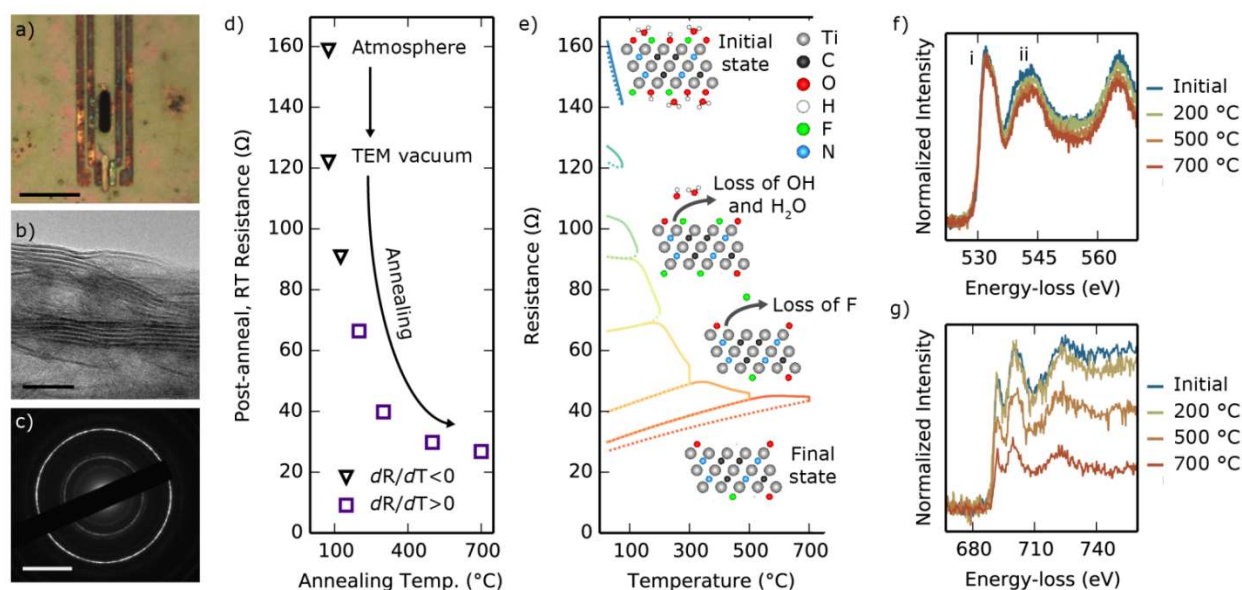 a)
b)
c)
d)
Post-anneal, RT Resistance (Ω)
160
140
120
100
80
60
40
20
0
Atmosphere
TEM vacuum
Annealing
dR/dT<0
dR/dT>0
100
400
700
Annealing Temp. (°C)
e)
Resistance (Ω)
160
140
120
100
80
60
40
20
0
Initial
state
Ti
C
O
H
F
N
Loss of OH
and H₂O
Loss of F
Final
state
100
300
500
700
Temperature (°C)
f)
Normalized Intensity
i
ii
Initial
200 °C
500 °C
700 °C
530
545
560
Energy-loss (eV)
g)
Normalized Intensity
Initial
200 °C
500 °C
700 °C
680
710
740
Energy-loss (eV)